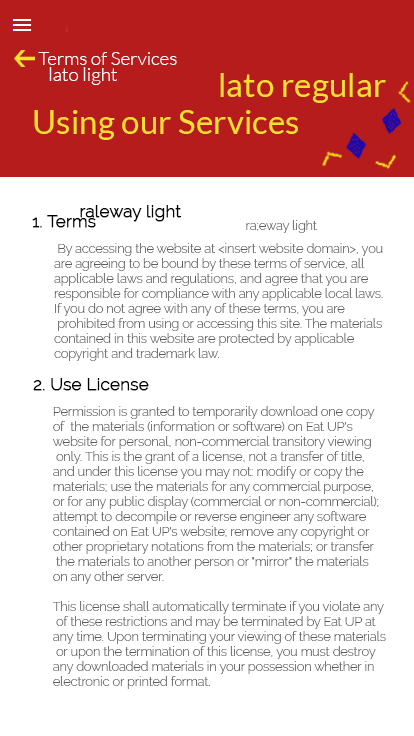 Terms of Services
lato light
lato regular
Using our Services
raleway light
1. Terms
ra;eway light
By accessing the website at <insert website domain>, you
are agreeing to be bound by these terms of service, all
applicable laws and regulations, and agree that you are
responsible for compliance with any applicable local laws.
If you do not agree with any of these terms, you are
prohibited from using or accessing this site. The materials
contained in this website are protected by applicable
copyright and trademark law.
2. Use License
Permission is granted to temporarily download one copy
of the materials (information or software) on Eat UP's
website for personal, non-commercial transitory viewing
only. This is the grant of a license, not a transfer of title,
and under this license you may not: modify or copy the
materials; use the materials for any commercial purpose,
or for any public display (commercial or non-commercial);
attempt to decompile or reverse engineer any software
contained on Eat UP's website; remove any copyright or
other proprietary notations from the materials; or transfer
the materials to another person or "mirror" the materials
on any other server.
This license shall automatically terminate if you violate any
of these restrictions and may be terminated by Eat UP at
any time. Upon terminating your viewing of these materials
or upon the termination of this license, you must destroy
any downloaded materials in your possession whether in
electronic or printed format.